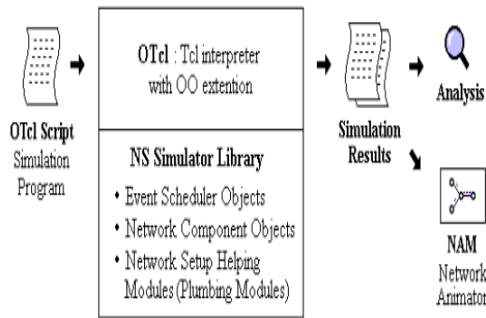 OTcl Script
Simulation
Program
OTcl : Tcl interpreter
with OO extention
NS Simulator Library
• Event Scheduler Objects
• Network Component Objects
• Network Setup Helping
Modules (Plumbing Modules)
Simulation
Results
Analysis
NAM
Network
Animator